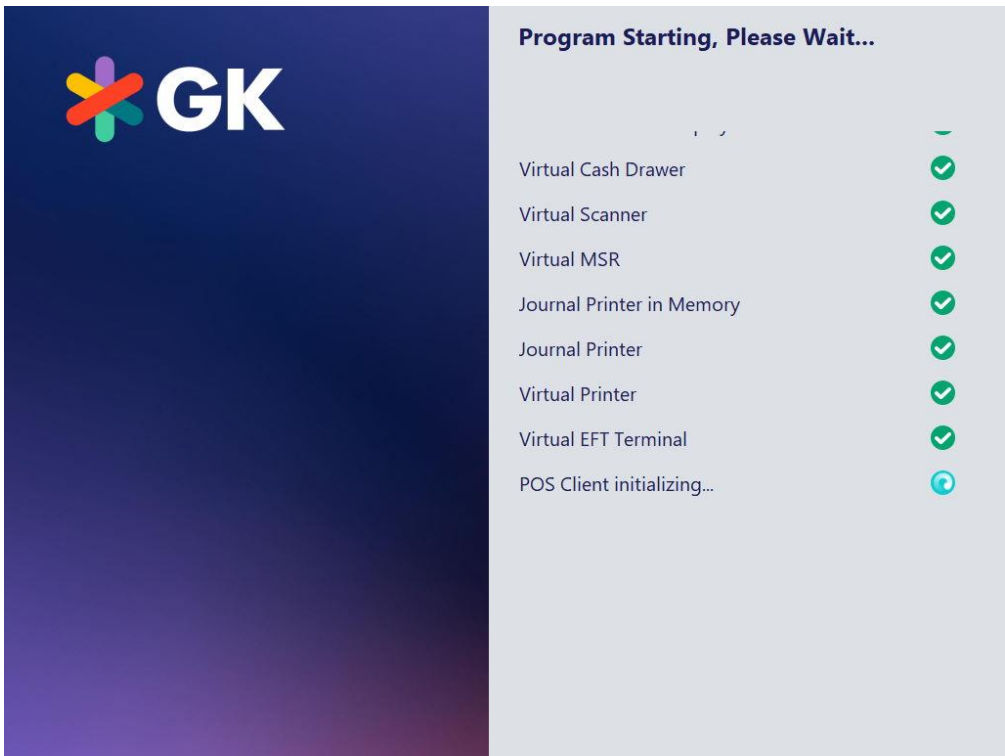 GK
Program Starting, Please Wait...
Virtual Cash Drawer
Virtual Scanner
Virtual MSR
Journal Printer in Memory
Journal Printer
Virtual Printer
Virtual EFT Terminal
POS Client initializing...